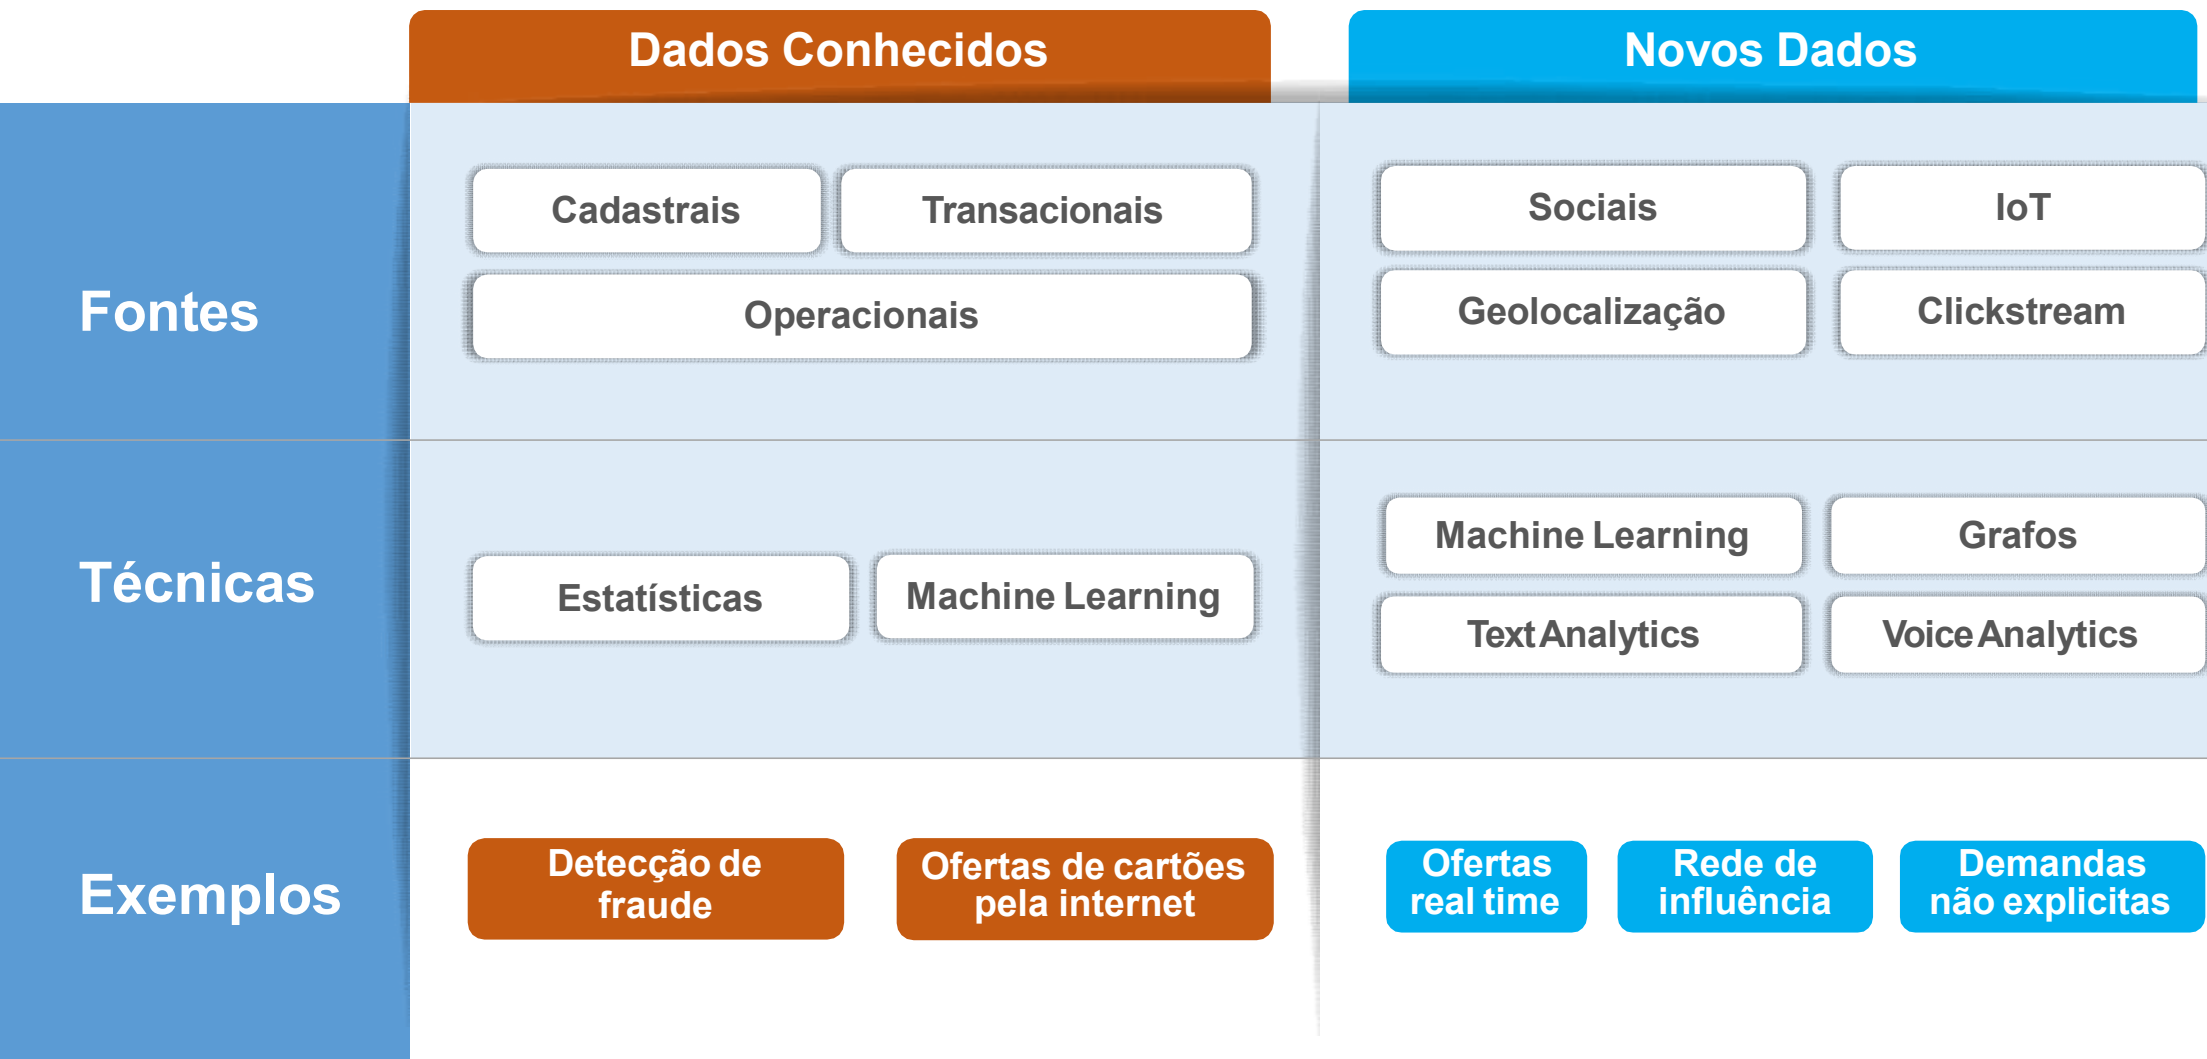 Dados Conhecidos
Novos Dados
Fontes
Cadastrais
Transacionais
Operacionais
Sociais
IoT
Geolocalização
Clickstream
Técnicas
Estatísticas
Machine Learning
Machine Learning
Grafos
Text Analytics
Voice Analytics
Exemplos
Detecção de
fraude
Ofertas de cartões
pela internet
Ofertas
real time
Rede de
influência
Demandas
não explicitas